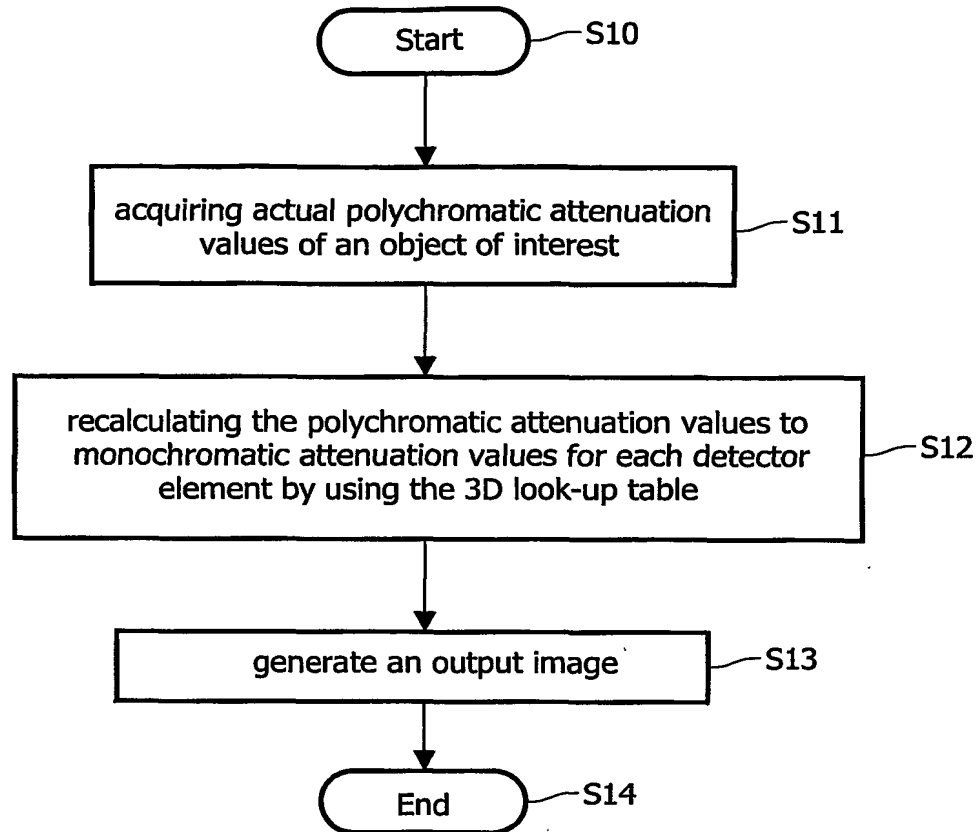 Start
S10
acquiring actual polychromatic attenuation
values of an object of interest
S11
recalculating the polychromatic attenuation values to
monochromatic attenuation values for each detector
element by using the 3D look-up table
S12
generate an output image
S13
End
S14